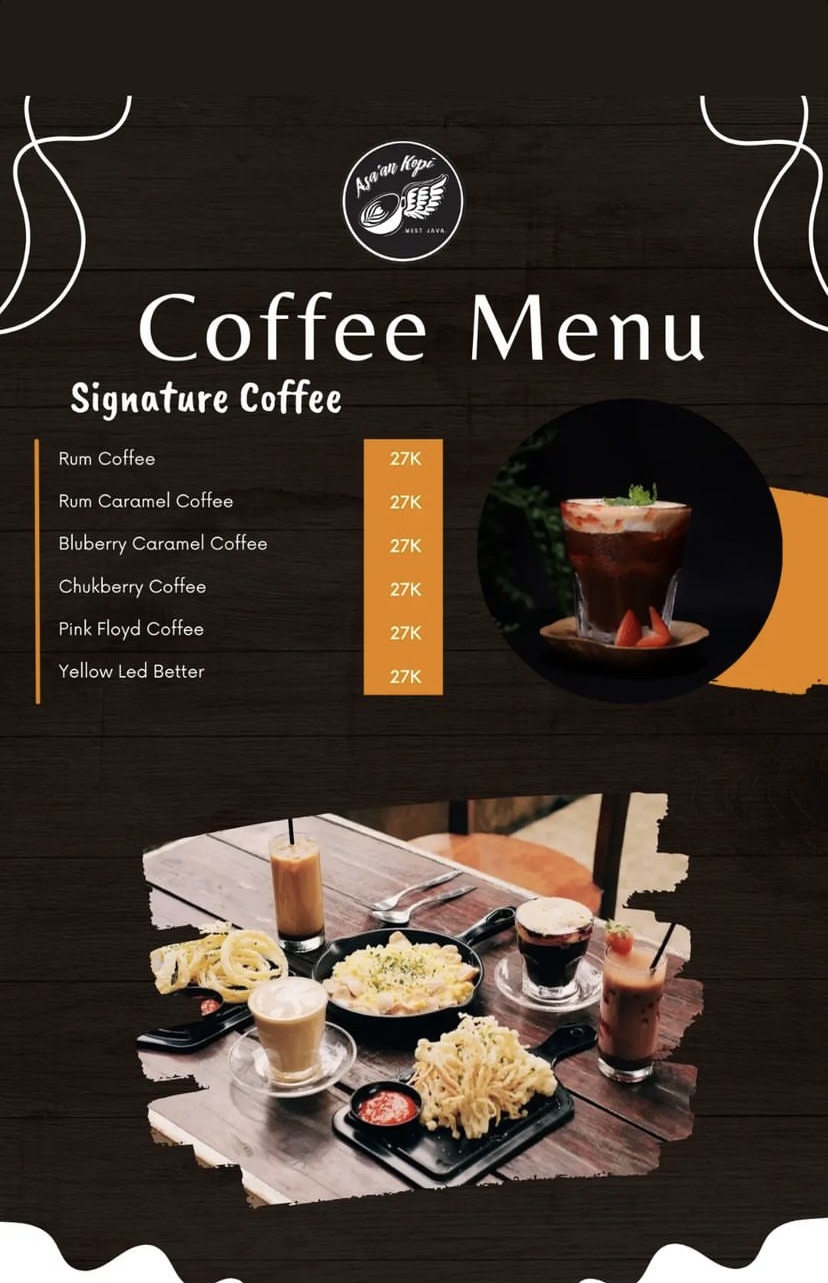 Asa'an Kopi
WEST JAVA
Coffee Menu
Signature Coffee
Rum Coffee 27K
Rum Caramel Coffee 27K
Bluberry Caramel Coffee 27K
Chukberry Coffee 27K
Pink Floyd Coffee 27K
Yellow Led Better 27K